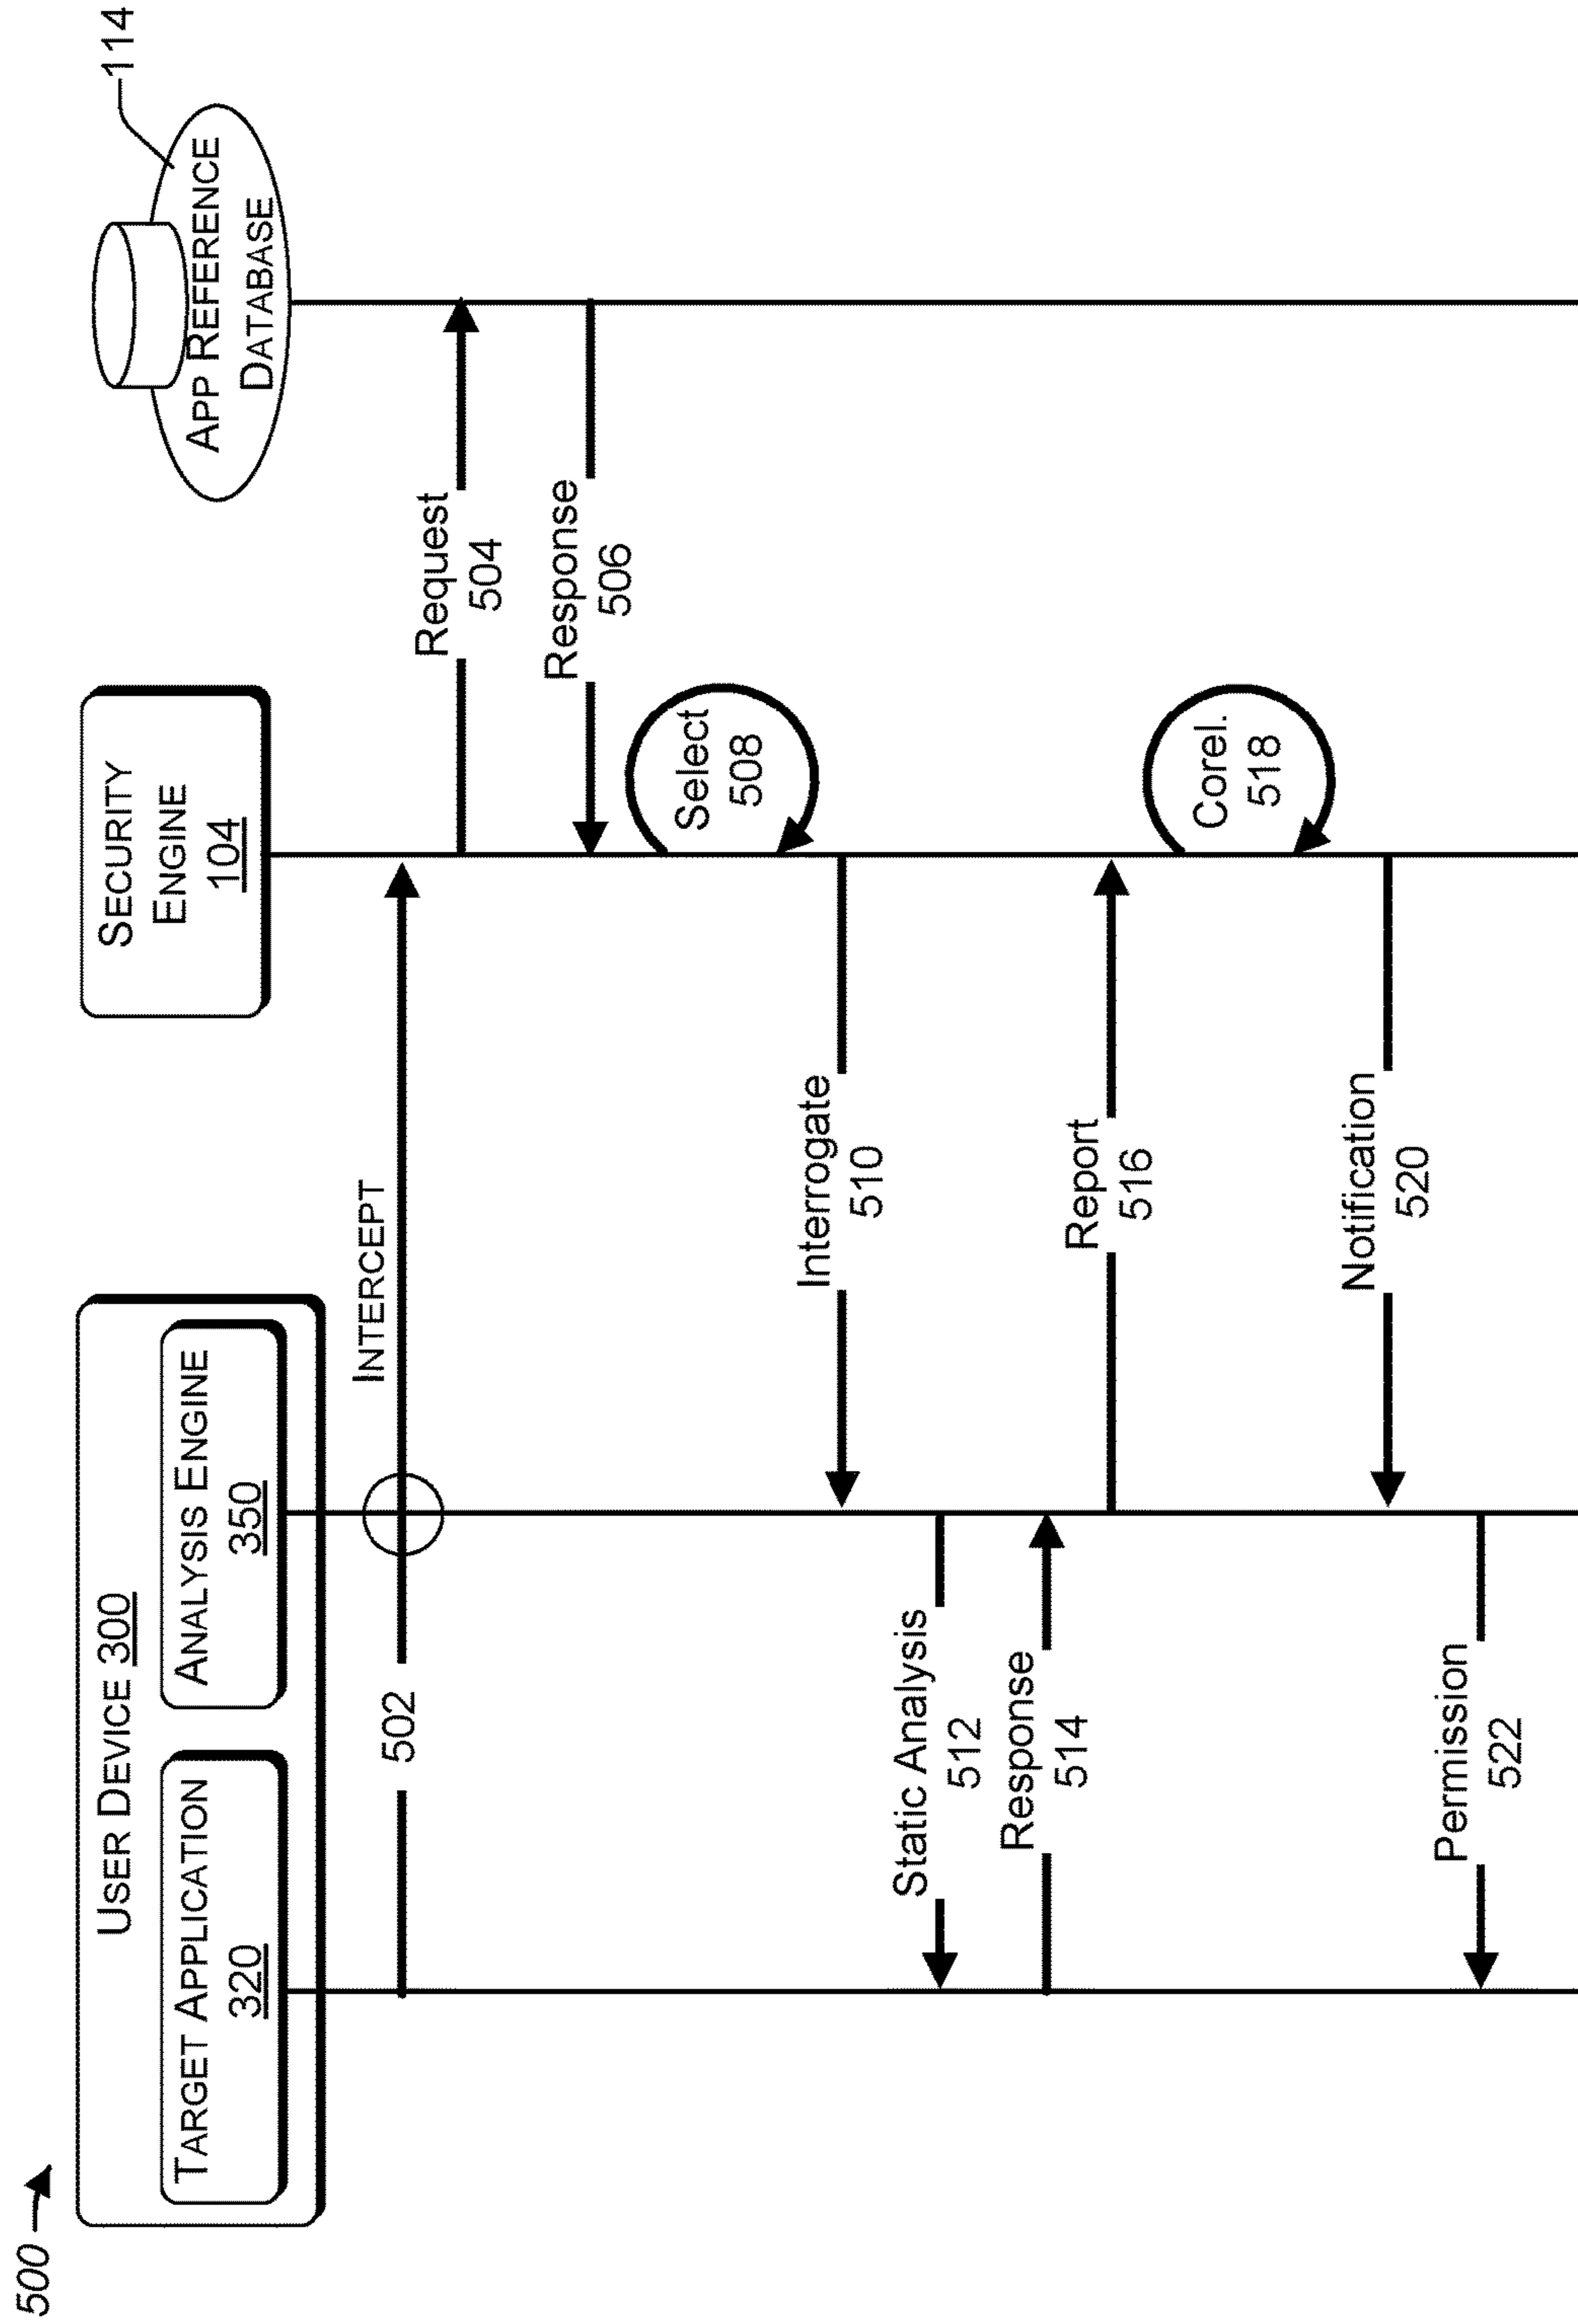 500
USER DEVICE 300
TARGET APPLICATION
320
ANALYSIS ENGINE
350
SECURITY
ENGINE
104
APP REFERENCE
DATABASE
114
502
INTERCEPT
Request
504
Response
506
Select
508
Interrogate
510
Static Analysis
512
Response
514
Report
516
Corel.
518
Notification
520
Permission
522